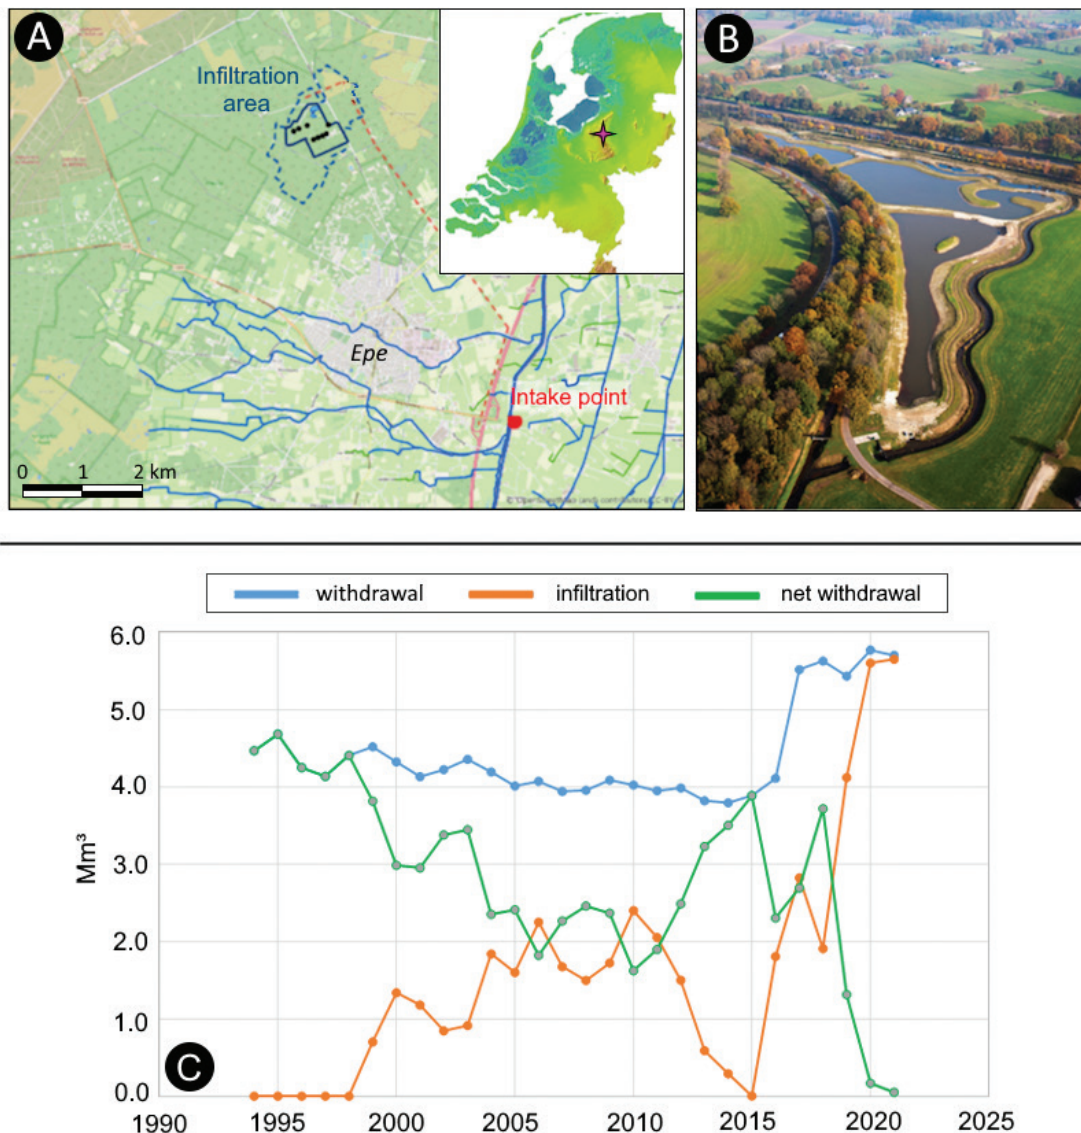 A
Infiltration
area
Epe
Intake point
0 1 2 km
B
withdrawal infiltration net withdrawal
6.0
5.0
4.0
3.0
2.0
1.0
0.0
Mm³
C
1990 1995 2000 2005 2010 2015 2020 2025